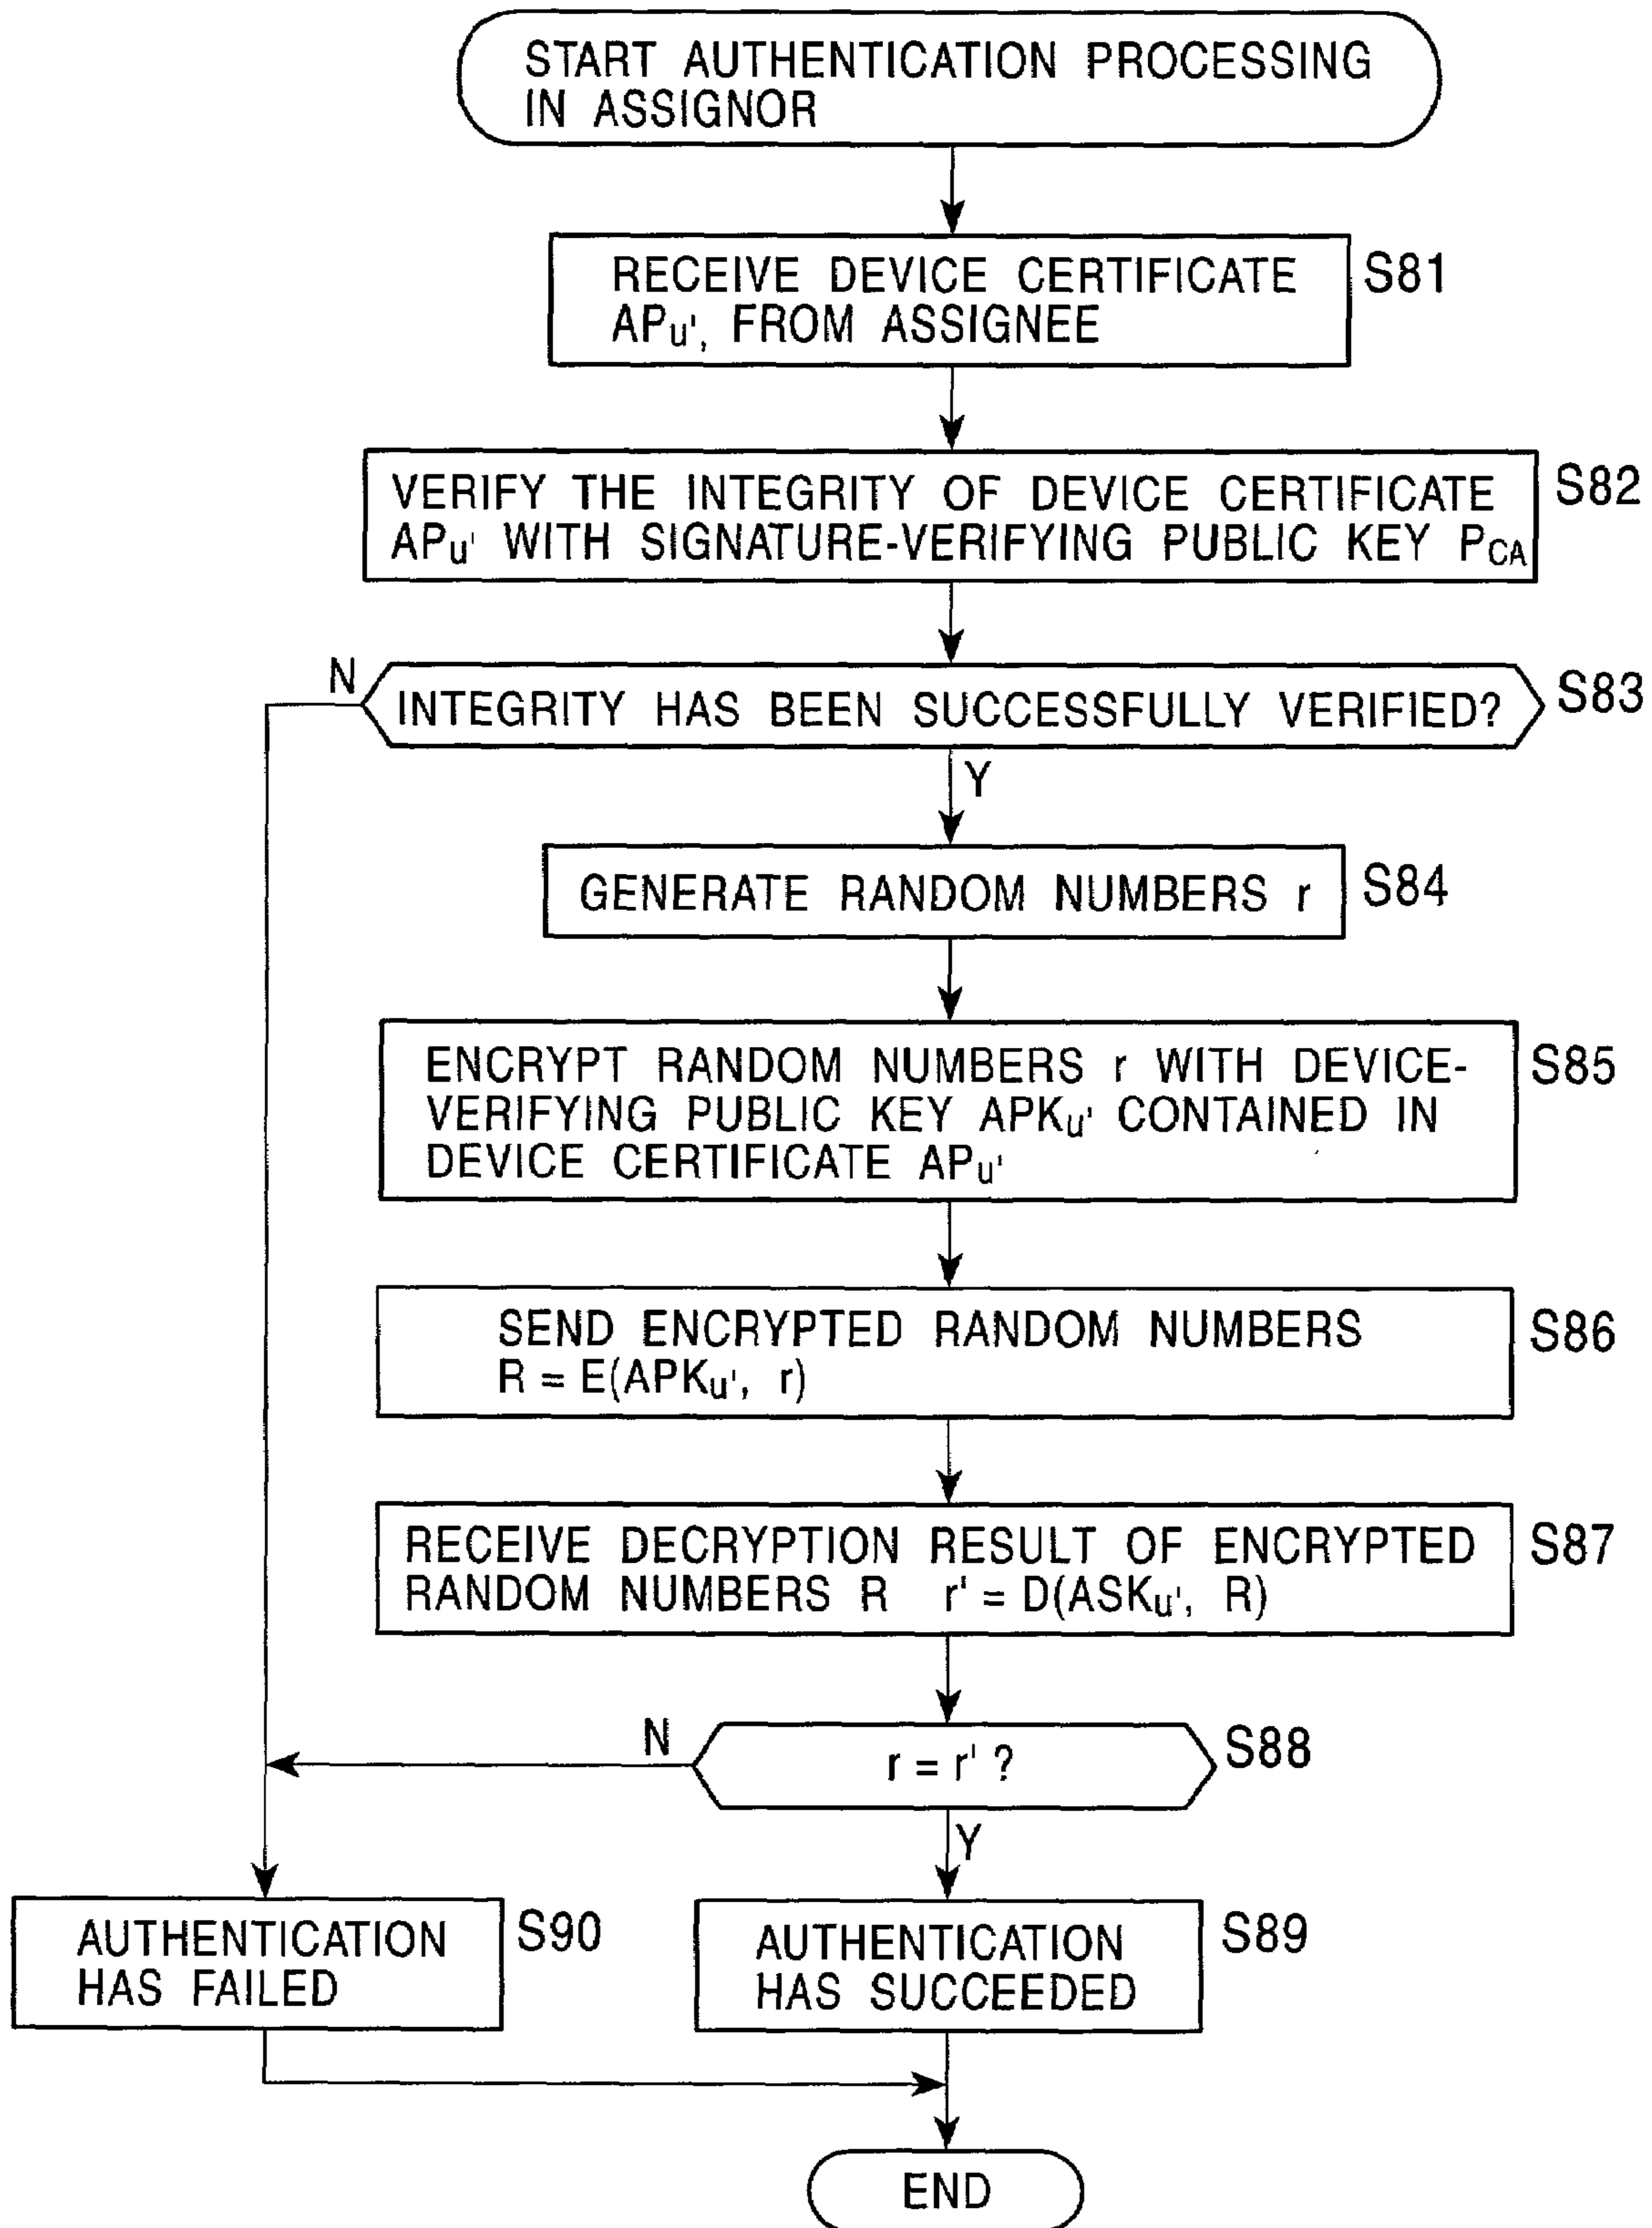 START AUTHENTICATION PROCESSING
IN ASSIGNOR
RECEIVE DEVICE CERTIFICATE
APu', FROM ASSIGNEE
S81
VERIFY THE INTEGRITY OF DEVICE CERTIFICATE
APu' WITH SIGNATURE-VERIFYING PUBLIC KEY PCA
S82
N
INTEGRITY HAS BEEN SUCCESSFULLY VERIFIED?
S83
Y
GENERATE RANDOM NUMBERS r
S84
ENCRYPT RANDOM NUMBERS r WITH DEVICE-
VERIFYING PUBLIC KEY APKu' CONTAINED IN
DEVICE CERTIFICATE APu'
S85
SEND ENCRYPTED RANDOM NUMBERS
R = E(APKu', r)
S86
RECEIVE DECRYPTION RESULT OF ENCRYPTED
RANDOM NUMBERS R r' = D(ASKu', R)
S87
N
r = r' ?
S88
Y
AUTHENTICATION
HAS FAILED
S90
AUTHENTICATION
HAS SUCCEEDED
S89
END